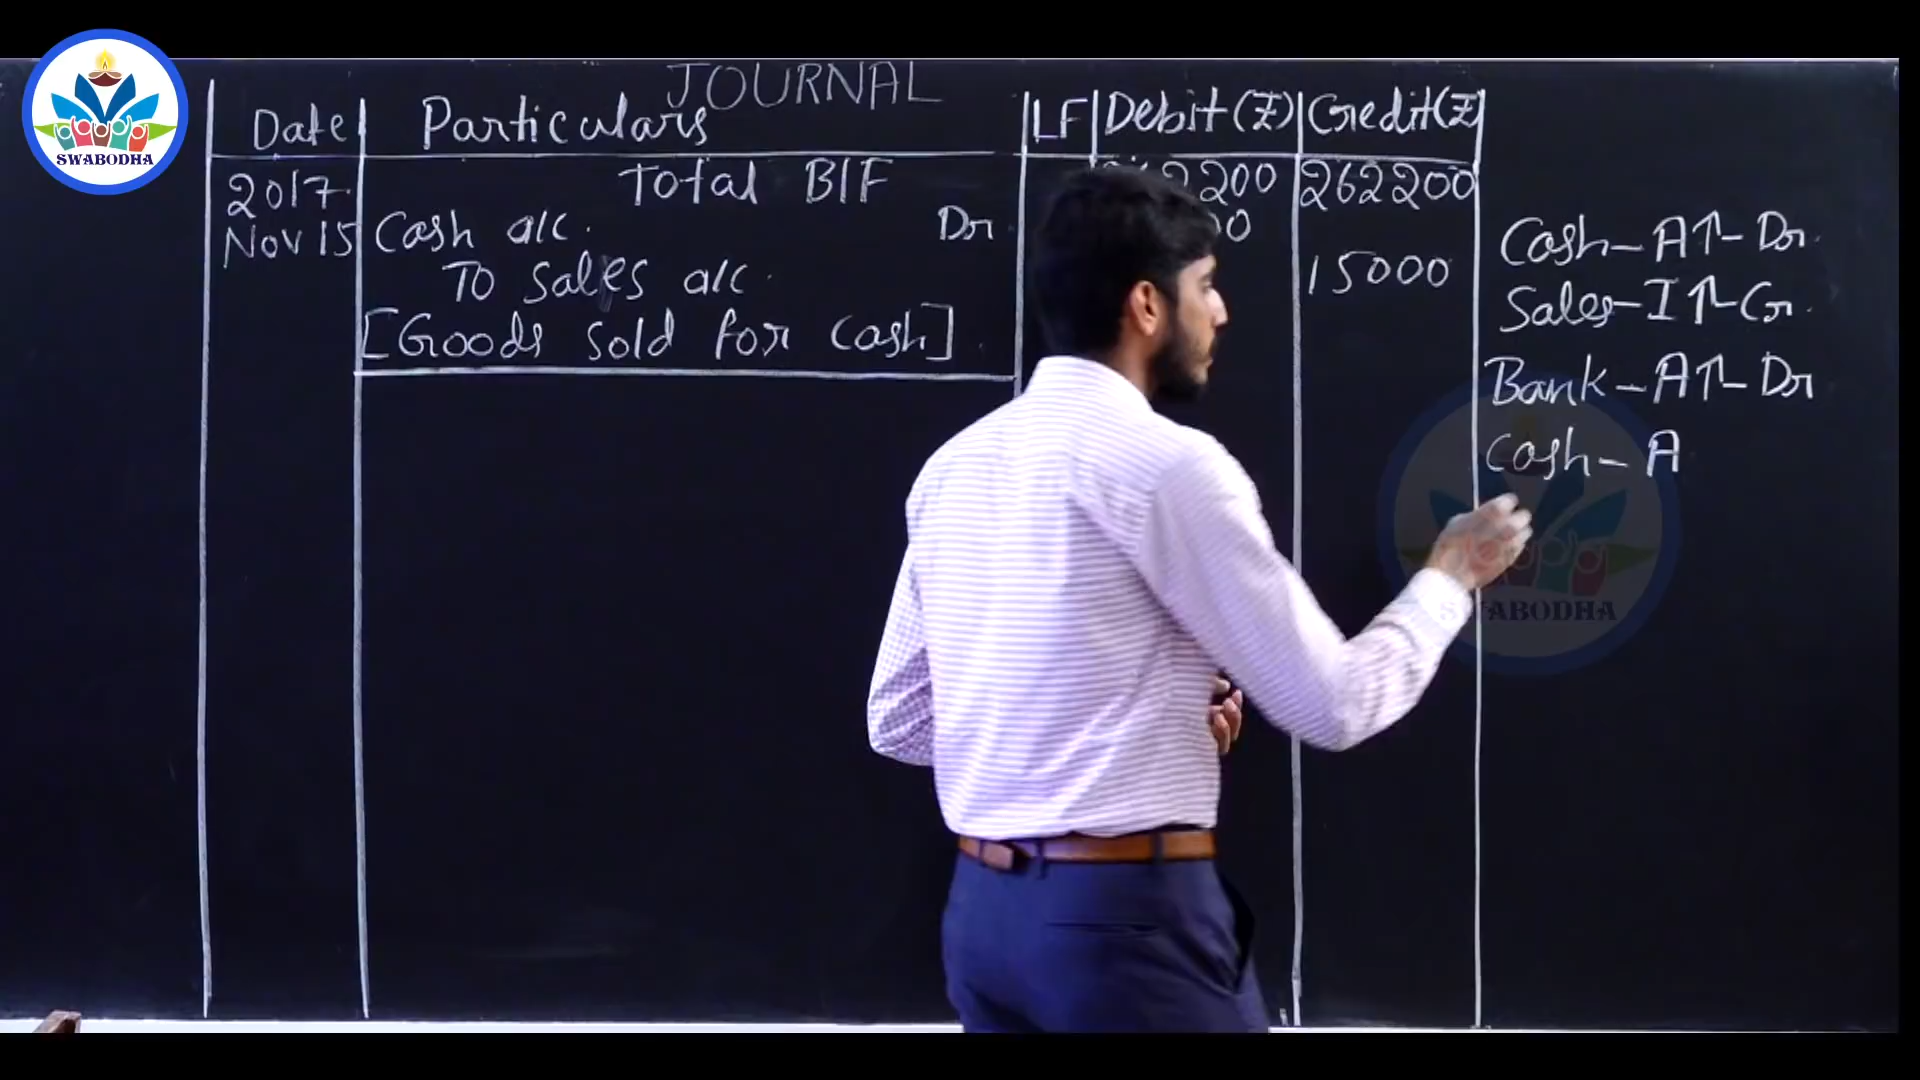 SWABODHA
JOURNAL
Date Particulars LF Debit (₹) Credit (₹)
2017 Total B/F 200 262200
Nov 15 Cash a/c. Dr
To Sales a/c. 15000
[Goods sold for cash]
Cash - A↑ - Dr.
Sales - I↑ - Cr.
Bank - A↑ - Dr
Cash - A
SWABODHA